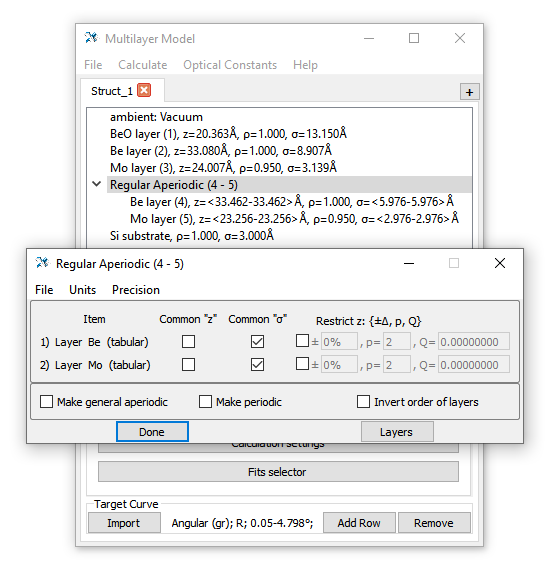 Multilayer Model
File Calculate Optical Constants Help
Struct_1 +
ambient: Vacuum
BeO layer (1), z=20.363Å, ρ=1.000, σ=13.150Å
Be layer (2), z=33.080Å, ρ=1.000, σ=8.907Å
Mo layer (3), z=24.007Å, ρ=0.950, σ=3.139Å
Regular Aperiodic (4 - 5)
Be layer (4), z=<33.462-33.462>Å, ρ=1.000, σ=<5.976-5.976>Å
Mo layer (5), z=<23.256-23.256>Å, ρ=0.950, σ=<2.976-2.976>Å
Si substrate, ρ=1.000, σ=3.000Å
Regular Aperiodic (4 - 5)
File Units Precision
Item Common "z" Common "σ" Restrict z: {±Δ, p, Q}
1) Layer Be (tabular) ± 0% , p= 2 , Q= 0.00000000
2) Layer Mo (tabular) ± 0% , p= 2 , Q= 0.00000000
Make general aperiodic Make periodic Invert order of layers
Done Layers
Calculation settings
Fits selector
Target Curve
Import Angular (gr); R; 0.05-4.798°; Add Row Remove